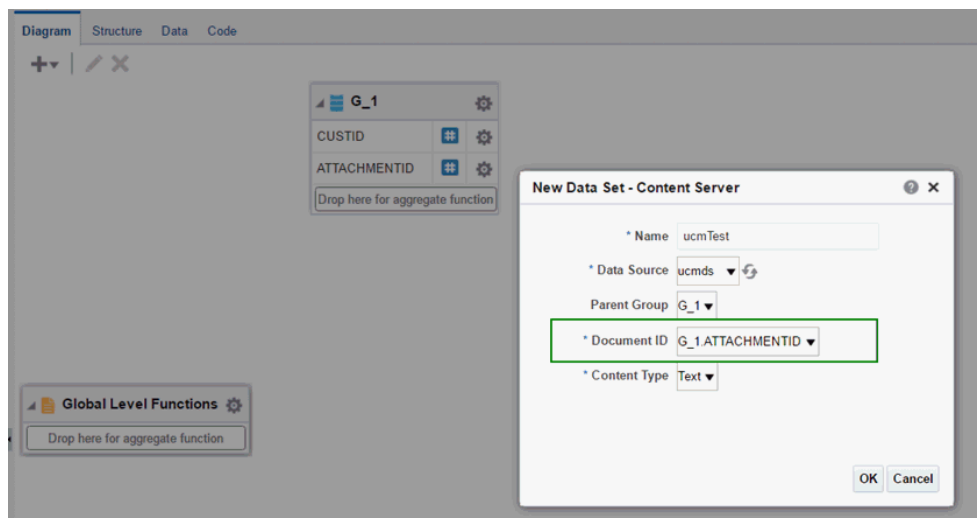 Diagram Structure Data Code
G_1
CUSTID
ATTACHMENTID
Drop here for aggregate function
New Data Set - Content Server
* Name ucmTest
* Data Source ucmds
Parent Group G_1
* Document ID G_1.ATTACHMENTID
* Content Type Text
OK Cancel
Global Level Functions
Drop here for aggregate function